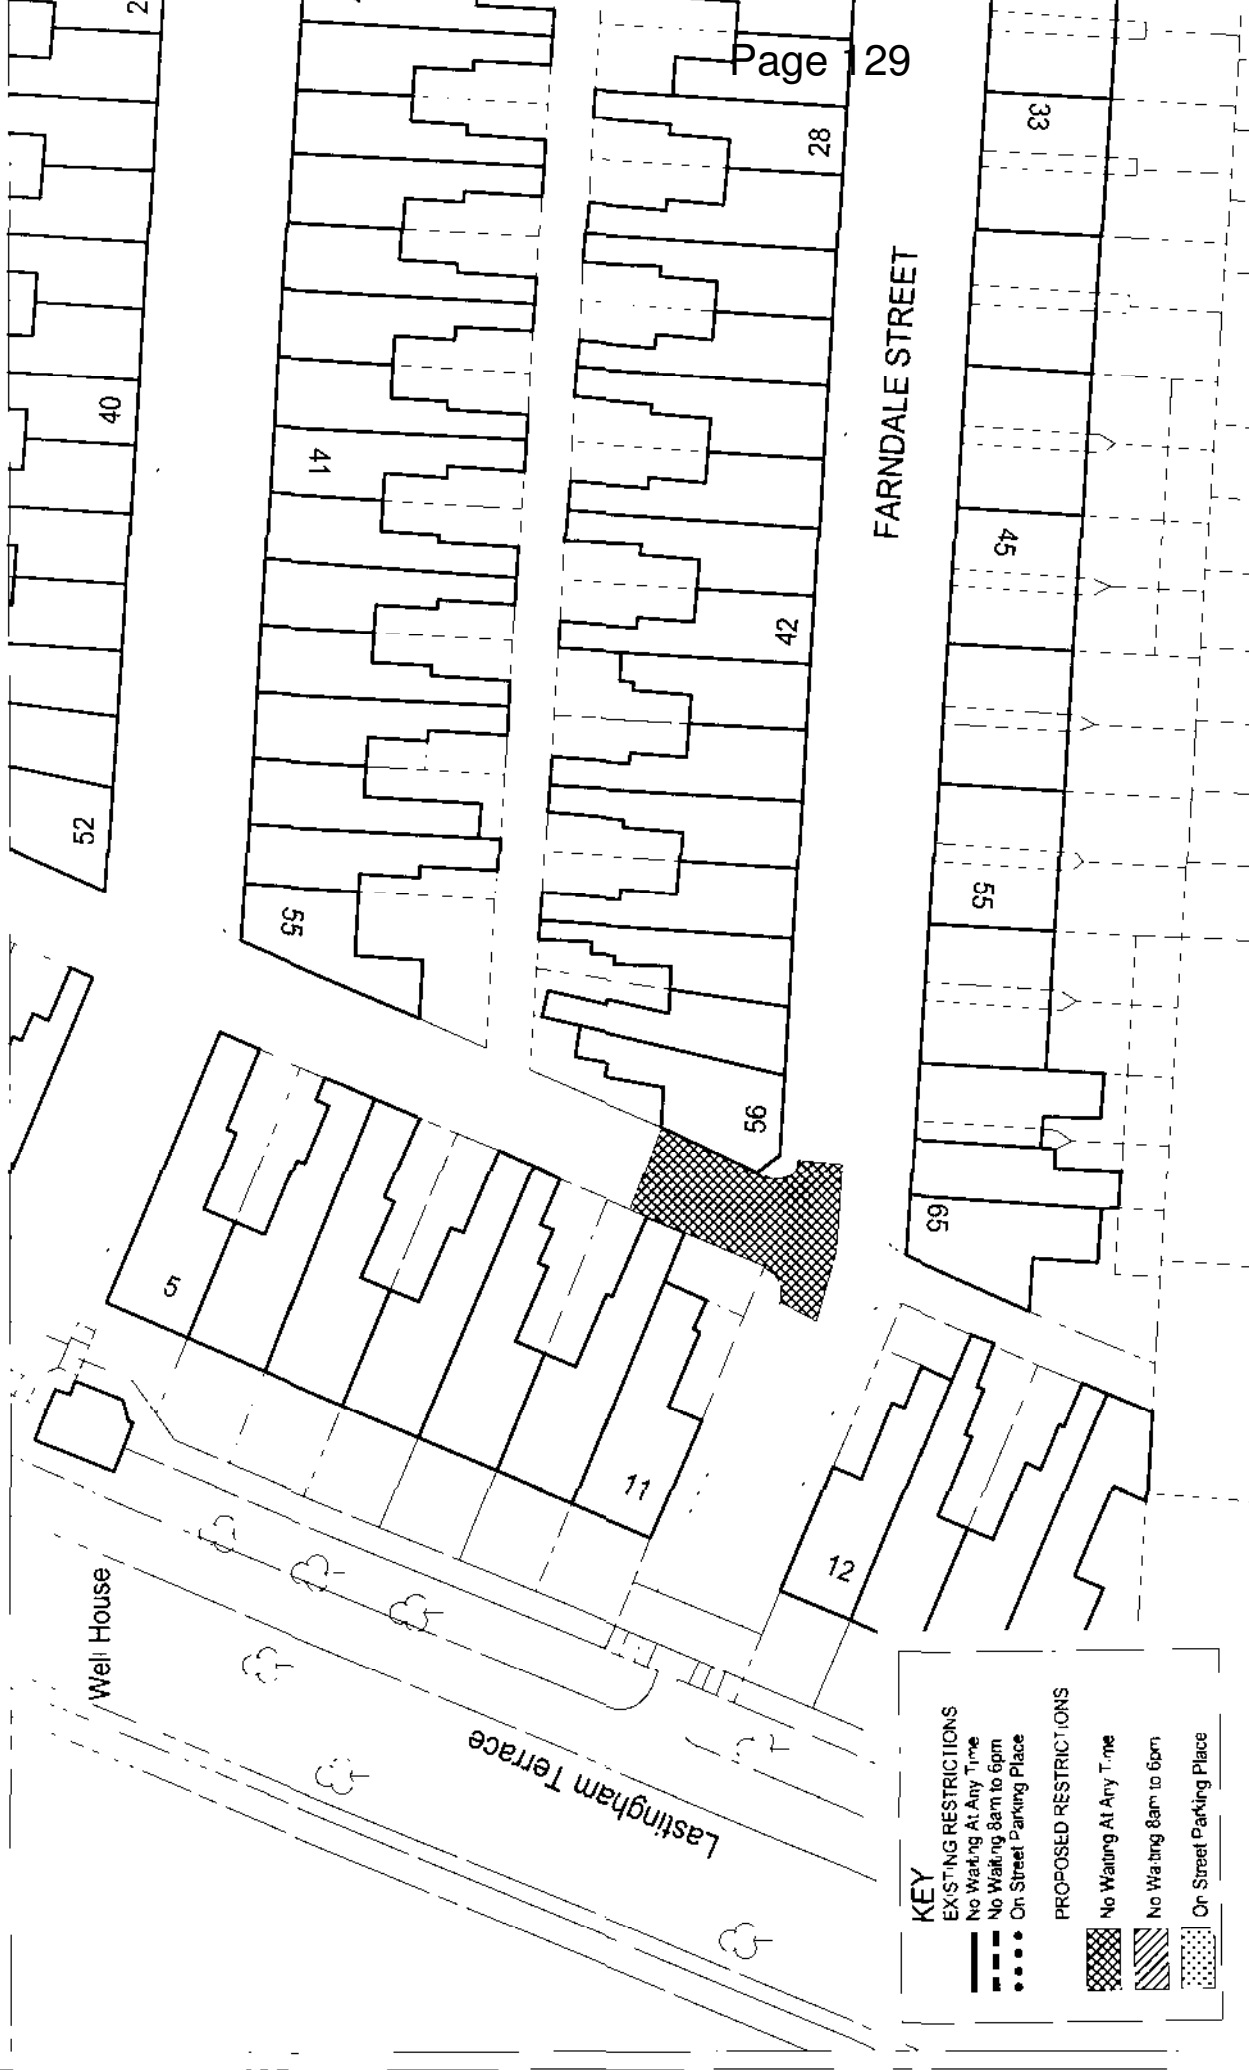 Page 129
2
33
28
40
41
FARNDALE STREET
45
42
52
55
55
56
65
5
11
12
Well House
Lastingham Terrace
KEY
EXISTING RESTRICTIONS
No Waiting At Any Time
No Waiting 8am to 6pm
On Street Parking Place
PROPOSED RESTRICTIONS
No Waiting At Any Time
No Waiting 8am to 6pm
On Street Parking Place